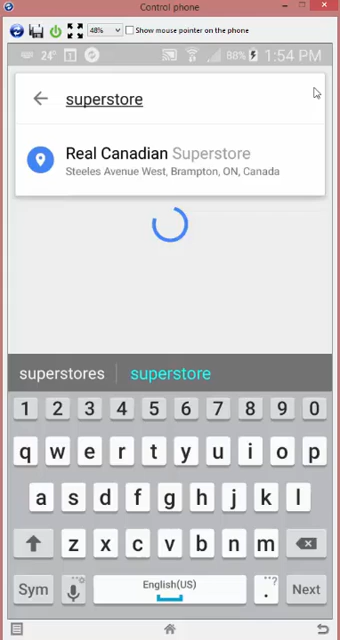 Control phone
48%
Show mouse pointer on the phone
24° 1 88% 1:54 PM
superstore
Real Canadian Superstore
Steeles Avenue West, Brampton, ON, Canada
superstores superstore
1 2 3 4 5 6 7 8 9 0
q w e r t y u i o p
a s d f g h j k l
z x c v b n m
Sym English(US) .,?! Next